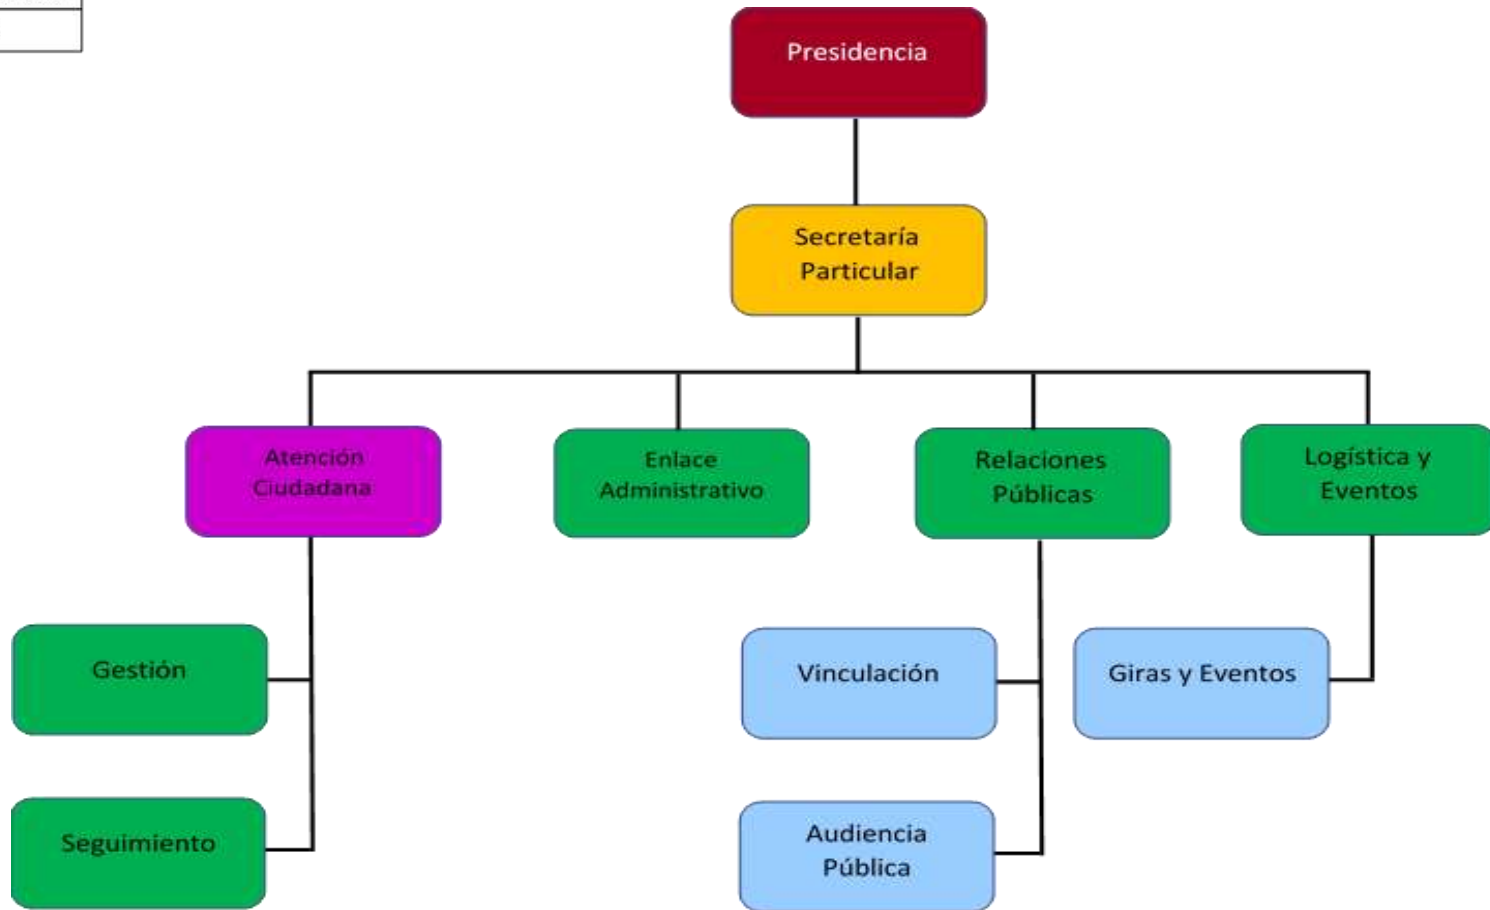 Presidencia
Secretaría
Particular
Atención
Ciudadana
Enlace
Administrativo
Relaciones
Públicas
Logística y
Eventos
Gestión
Vinculación
Giras y Eventos
Seguimiento
Audiencia
Pública